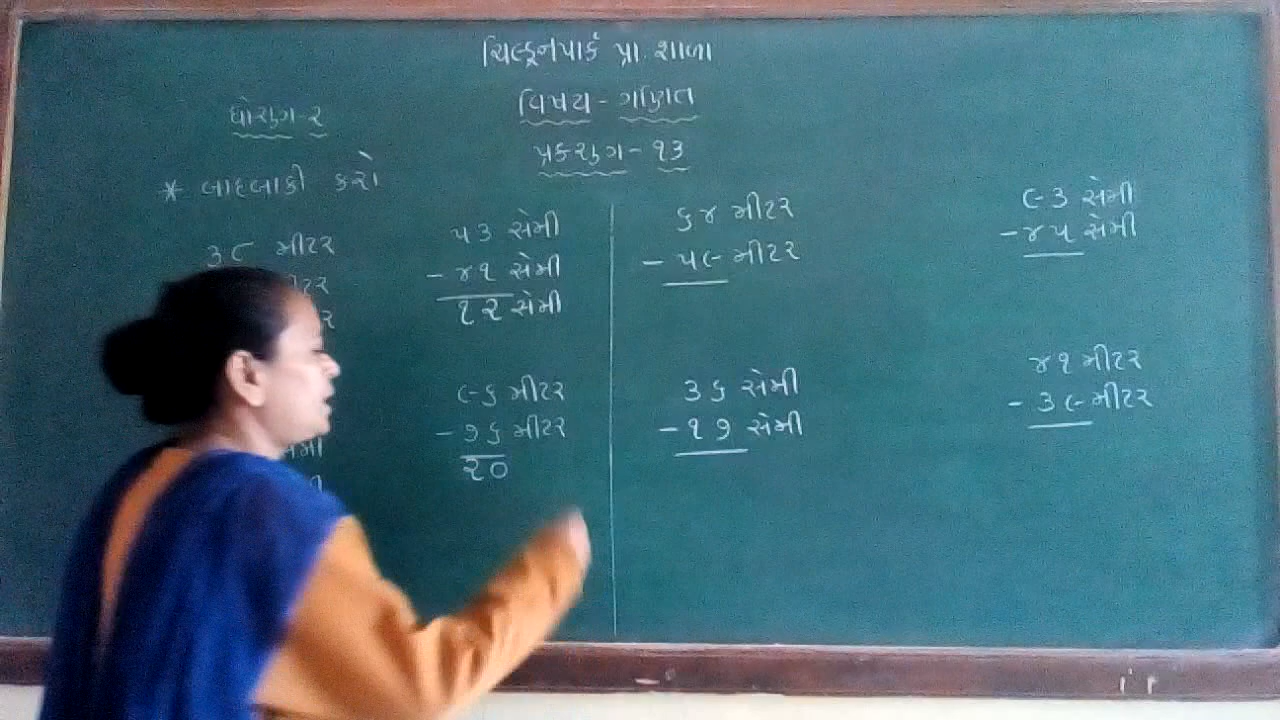 ચિલ્ડ્રનપાર્ક પ્રા. શાળા
વિષય - ગણિત
ધોરણ - ૨
પ્રકરણ - ૧૩
* બાદબાકી કરો
૩૮ મીટર
૫૩ સેમી
- ૪૧ સેમી
૧૨ સેમી
૯૬ મીટર
- ૭૬ મીટર
૨૦
૬૪ મીટર
- ૫૯ મીટર
૩૬ સેમી
- ૧૭ સેમી
૯૩ સેમી
- ૪૫ સેમી
૪૧ મીટર
- ૩૯ મીટર